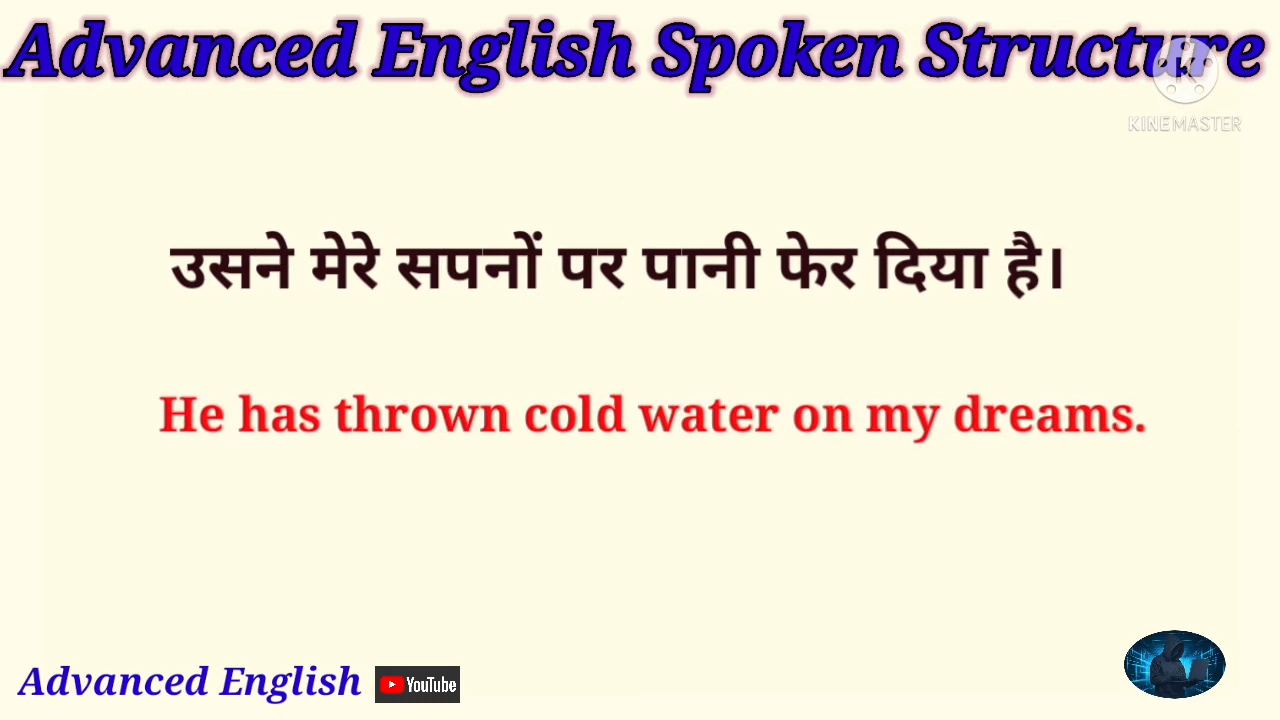 Advanced English Spoken Structure
KINEMASTER
उसने मेरे सपनों पर पानी फेर दिया है।
He has thrown cold water on my dreams.
Advanced English YouTube